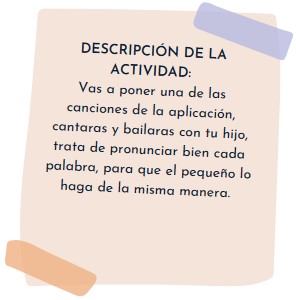 DESCRIPCIÓN DE LA
ACTIVIDAD:
Vas a poner una de las
canciones de la aplicación,
cantaras y bailaras con tu hijo,
trata de pronunciar bien cada
palabra, para que el pequeño lo
haga de la misma manera.